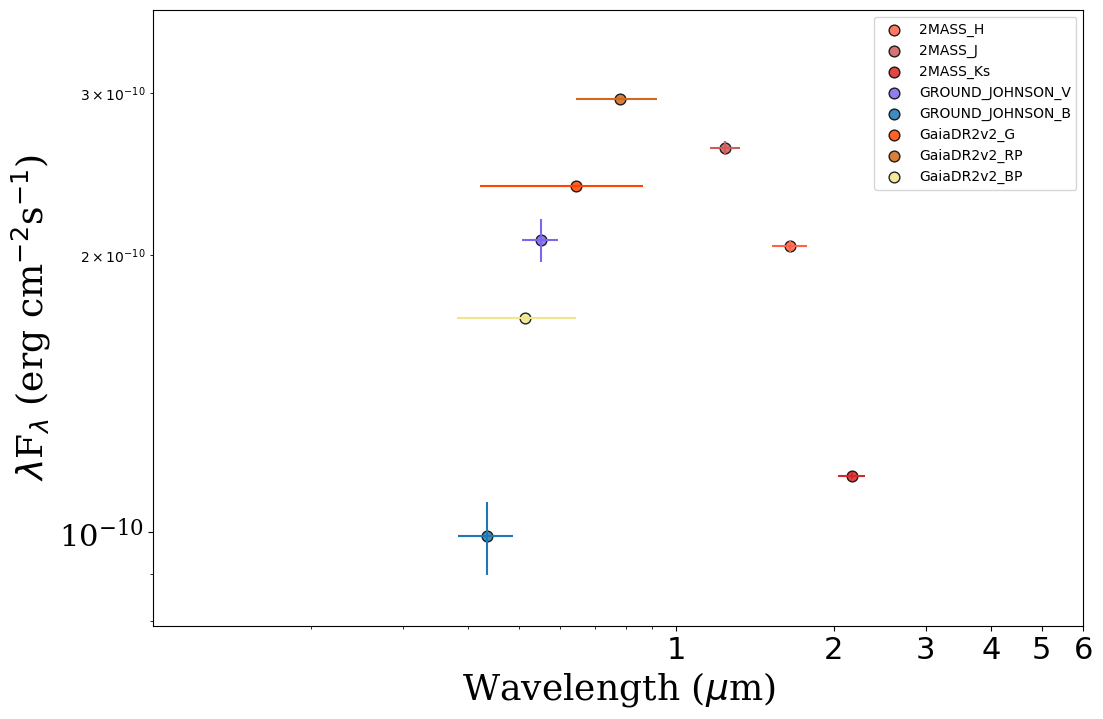 2MASS_H
2MASS_J
2MASS_Ks
GROUND_JOHNSON_V
GROUND_JOHNSON_B
GaiaDR2v2_G
GaiaDR2v2_RP
GaiaDR2v2_BP
3 × 10⁻¹⁰
2 × 10⁻¹⁰
10⁻¹⁰
λF_λ (erg cm⁻²s⁻¹)
1 2 3 4 5 6
Wavelength (μm)